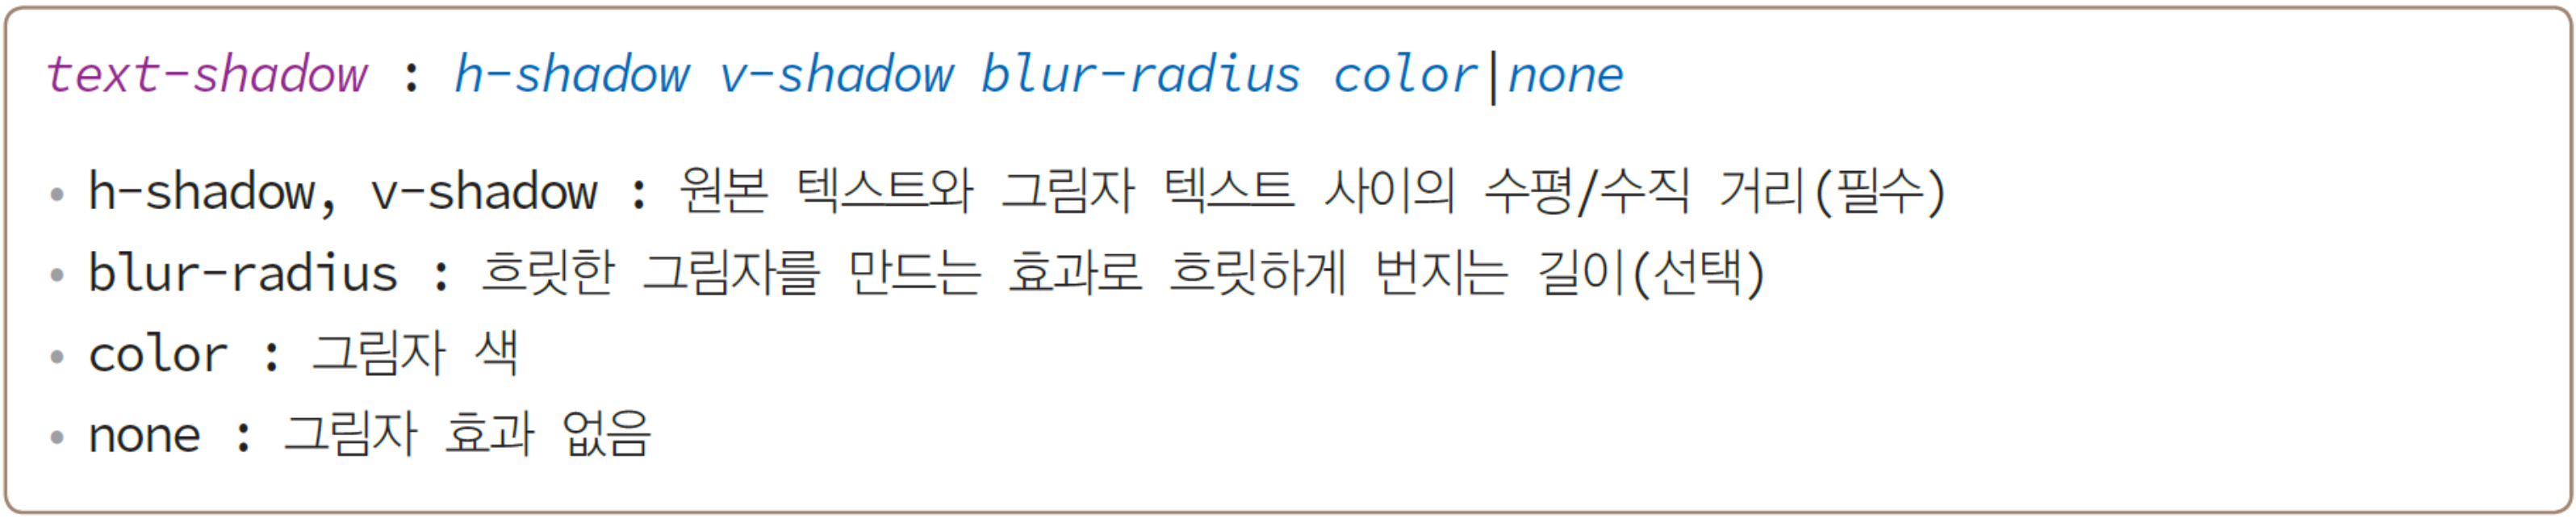 text-shadow : h-shadow v-shadow blur-radius color|none
• h-shadow, v-shadow : 원본 텍스트와 그림자 텍스트 사이의 수평/수직 거리(필수)
• blur-radius : 흐릿한 그림자를 만드는 효과로 흐릿하게 번지는 길이(선택)
• color : 그림자 색
• none : 그림자 효과 없음